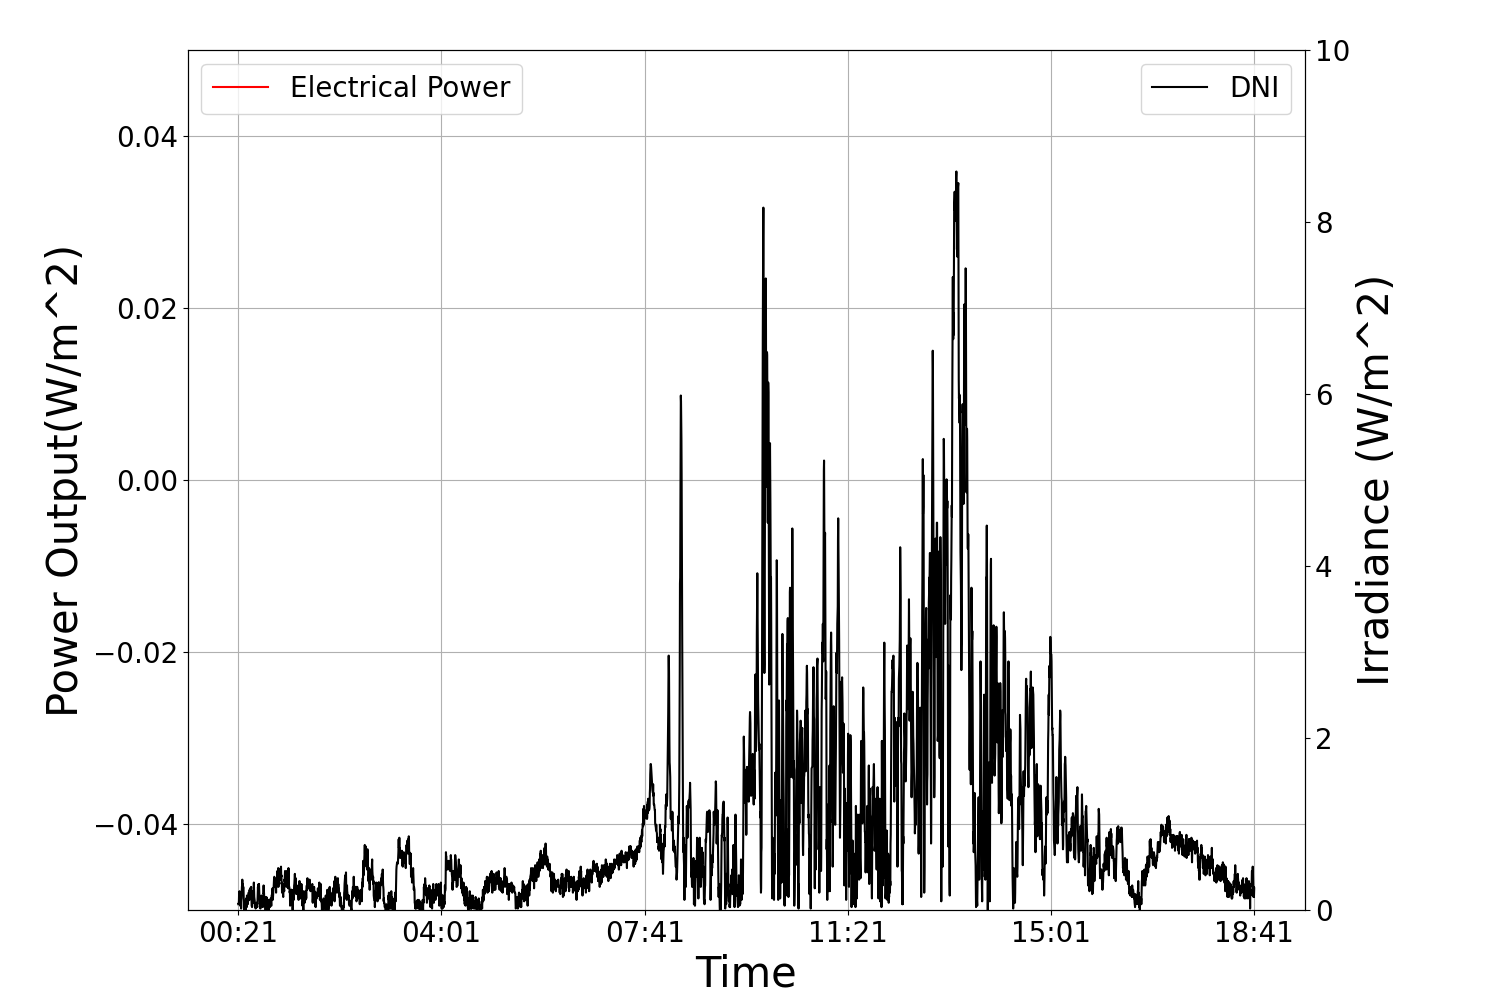 Electrical Power
DNI
0.04
0.02
0.00
−0.02
−0.04
Power Output(W/m^2)
10
8
6
4
2
0
Irradiance (W/m^2)
00:21 04:01 07:41 11:21 15:01 18:41
Time